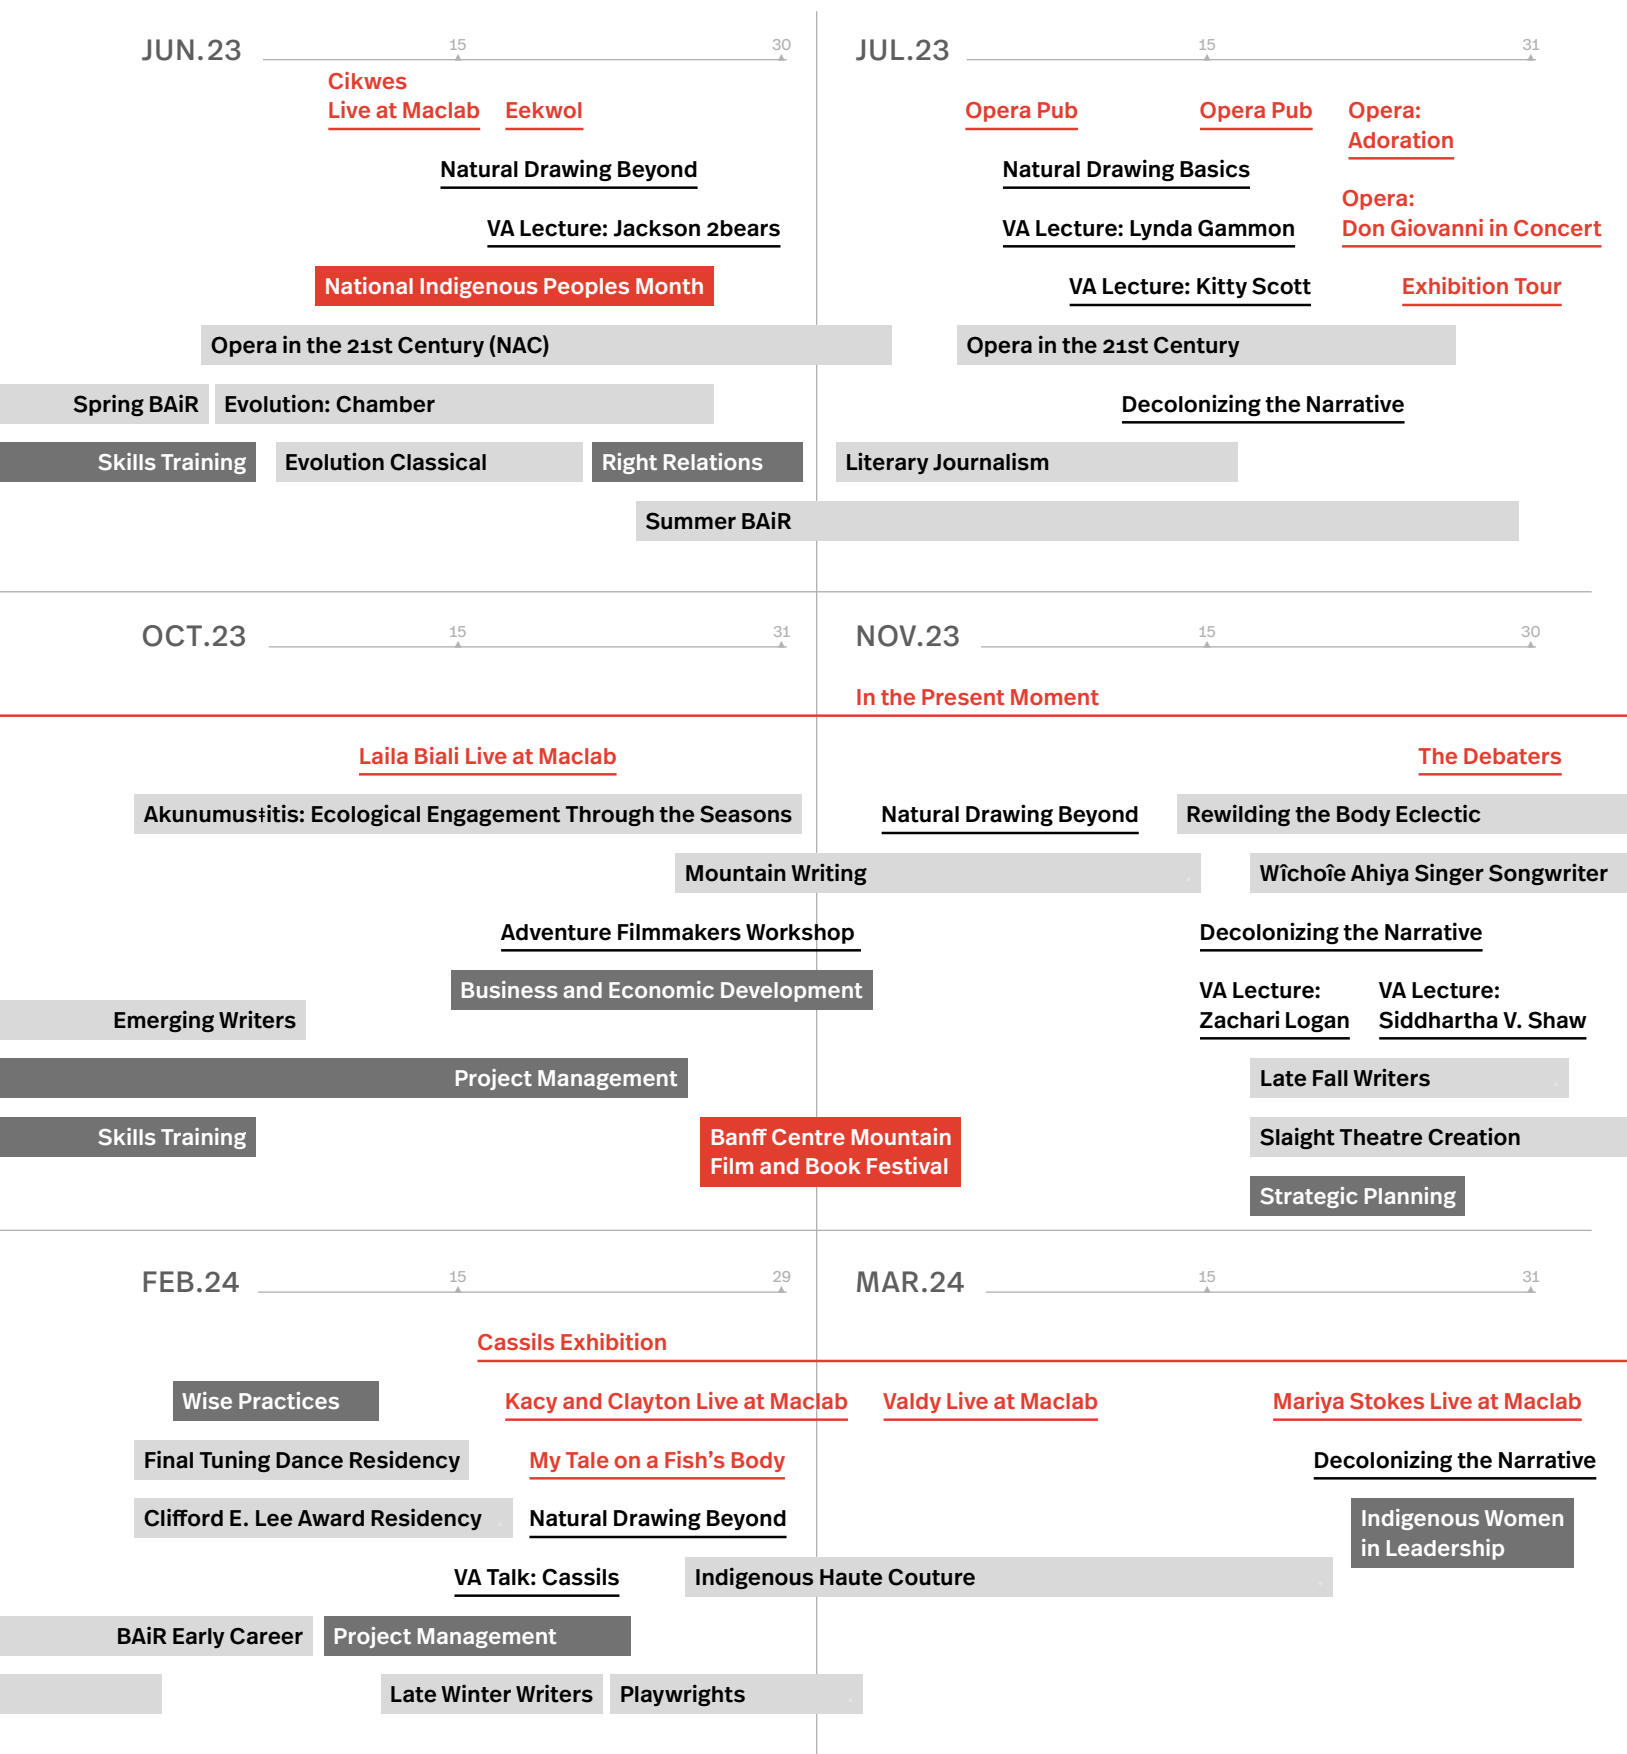 JUN.23
15
30
Cikwes
Live at Maclab
Eekwol
Natural Drawing Beyond
VA Lecture: Jackson 2bears
National Indigenous Peoples Month
Opera in the 21st Century (NAC)
Spring BAiR
Evolution: Chamber
Skills Training
Evolution Classical
Right Relations
Summer BAiR
JUL.23
15
31
Opera Pub
Opera Pub
Opera:
Adoration
Natural Drawing Basics
Opera:
Don Giovanni in Concert
VA Lecture: Lynda Gammon
VA Lecture: Kitty Scott
Exhibition Tour
Opera in the 21st Century
Decolonizing the Narrative
Literary Journalism
OCT.23
15
31
Laila Biali Live at Maclab
Akunumusǂitis: Ecological Engagement Through the Seasons
Mountain Writing
Adventure Filmmakers Workshop
Business and Economic Development
Emerging Writers
Project Management
Skills Training
Banff Centre Mountain
Film and Book Festival
NOV.23
15
30
In the Present Moment
The Debaters
Natural Drawing Beyond
Rewilding the Body Eclectic
Wîchoîe Ahiya Singer Songwriter
Decolonizing the Narrative
VA Lecture:
Zachari Logan
VA Lecture:
Siddhartha V. Shaw
Late Fall Writers
Slaight Theatre Creation
Strategic Planning
FEB.24
15
29
Cassils Exhibition
Wise Practices
Kacy and Clayton Live at Maclab
Final Tuning Dance Residency
My Tale on a Fish's Body
Clifford E. Lee Award Residency
Natural Drawing Beyond
VA Talk: Cassils
Indigenous Haute Couture
BAiR Early Career
Project Management
Late Winter Writers
Playwrights
MAR.24
15
31
Valdy Live at Maclab
Mariya Stokes Live at Maclab
Decolonizing the Narrative
Indigenous Women
in Leadership